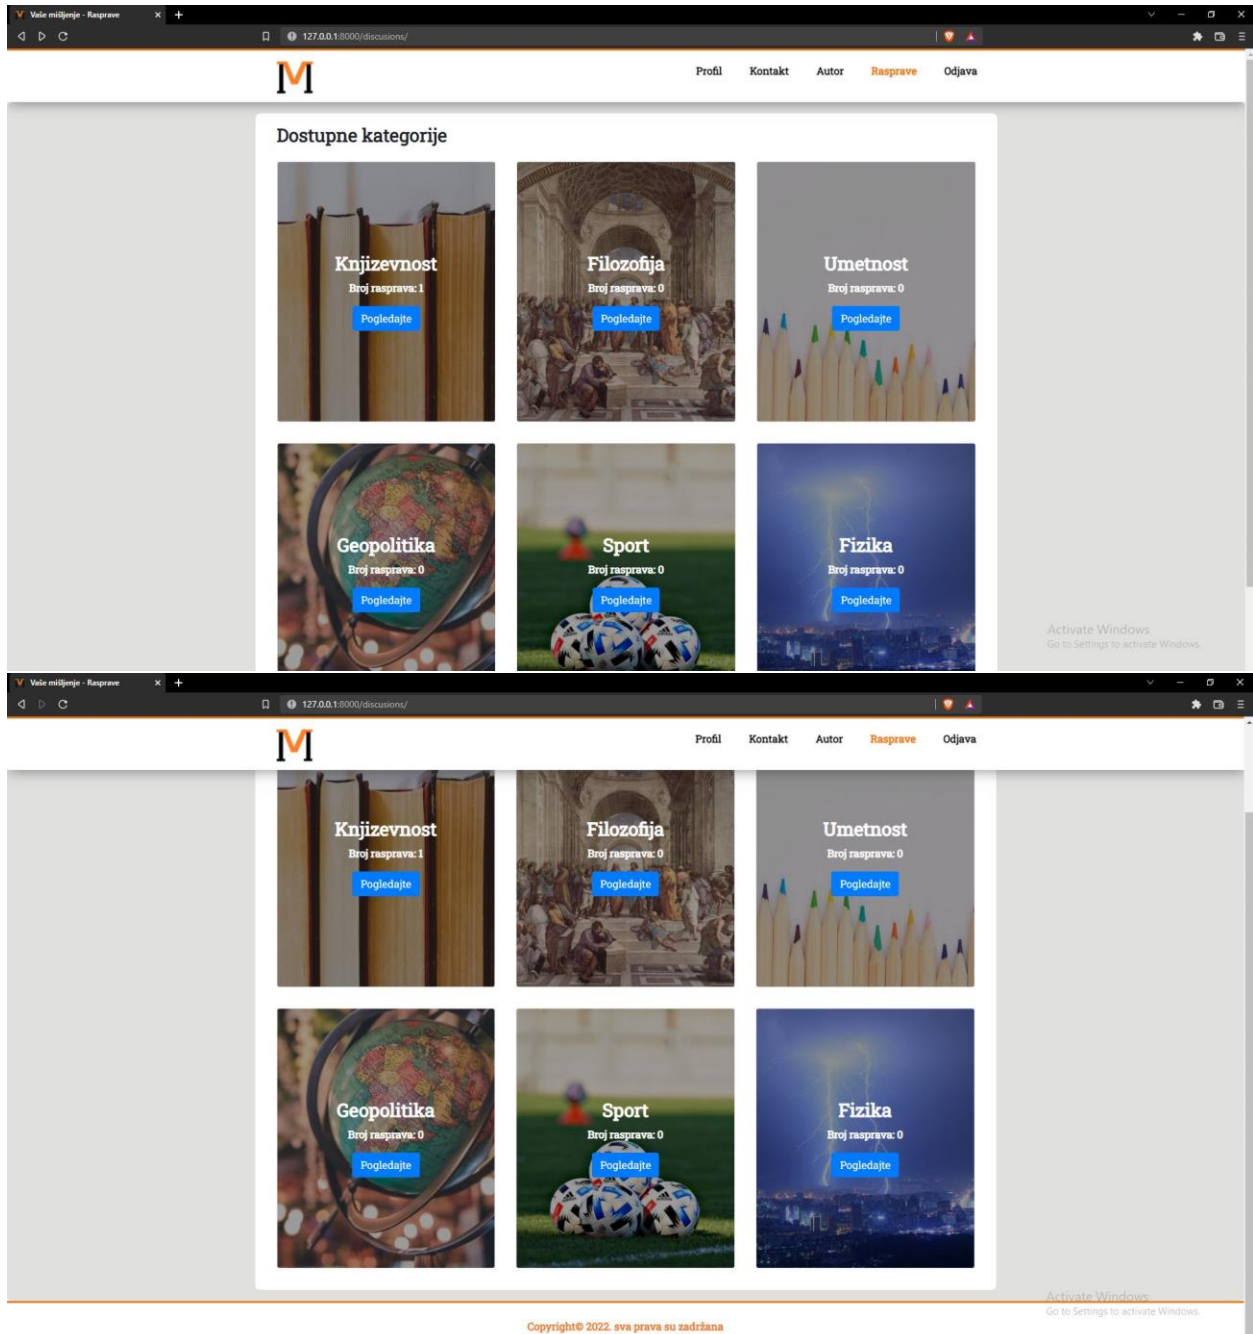 Vaše mišljenje - Rasprave
127.0.0.1:8000/discusions/
M
Profil Kontakt Autor Rasprave Odjava
Dostupne kategorije
Knjizevnost
Broj rasprava: 1
Pogledajte
Filozofija
Broj rasprava: 0
Pogledajte
Umetnost
Broj rasprava: 0
Pogledajte
Geopolitika
Broj rasprava: 0
Pogledajte
Sport
Broj rasprava: 0
Pogledajte
Fizika
Broj rasprava: 0
Pogledajte
Activate Windows
Go to Settings to activate Windows.
Vaše mišljenje - Rasprave
127.0.0.1:8000/discusions/
M
Profil Kontakt Autor Rasprave Odjava
Knjizevnost
Broj rasprava: 1
Pogledajte
Filozofija
Broj rasprava: 0
Pogledajte
Umetnost
Broj rasprava: 0
Pogledajte
Geopolitika
Broj rasprava: 0
Pogledajte
Sport
Broj rasprava: 0
Pogledajte
Fizika
Broj rasprava: 0
Pogledajte
Activate Windows
Go to Settings to activate Windows.
Copyright© 2022. sva prava su zadržana